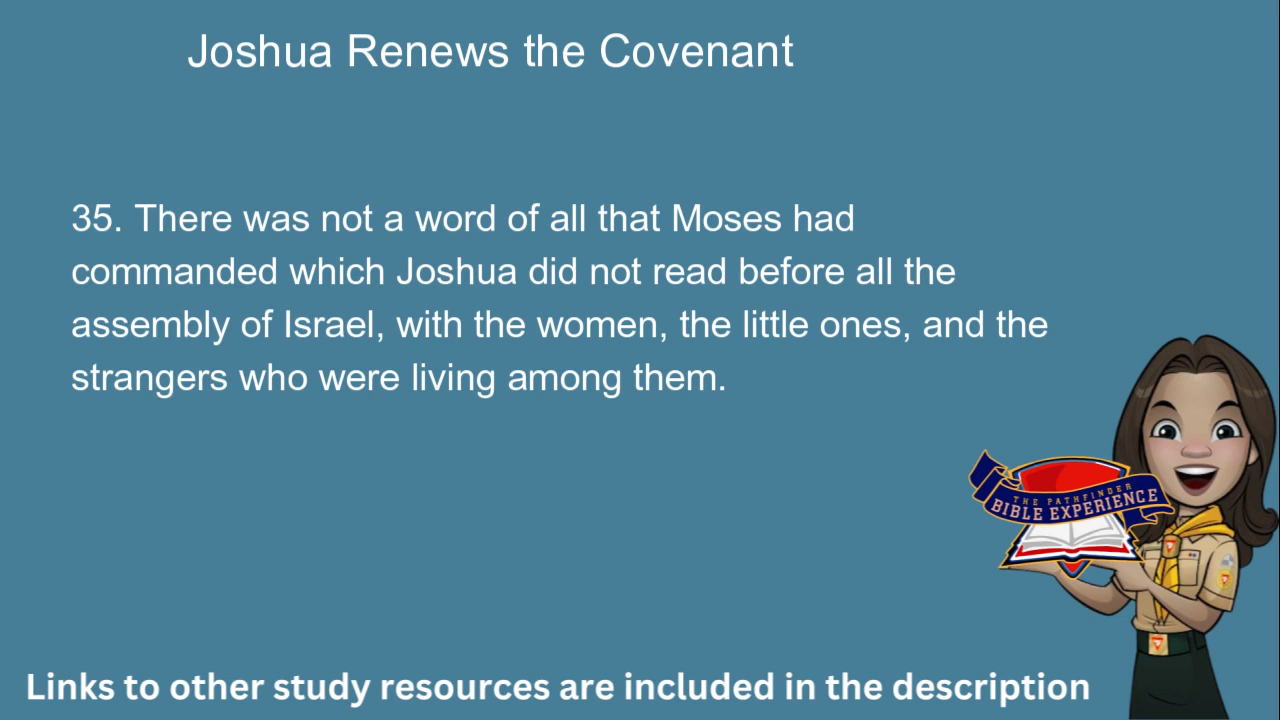 Joshua Renews the Covenant
35. There was not a word of all that Moses had
commanded which Joshua did not read before all the
assembly of Israel, with the women, the little ones, and the
strangers who were living among them.
THE PATHFINDER
BIBLE EXPERIENCE
Links to other study resources are included in the description